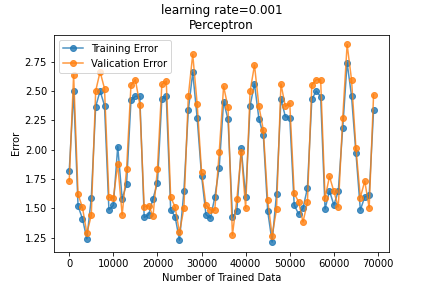 learning rate=0.001
Perceptron
Training Error
Valication Error
2.75
2.50
2.25
2.00
1.75
1.50
1.25
Error
0
10000
20000
30000
40000
50000
60000
70000
Number of Trained Data